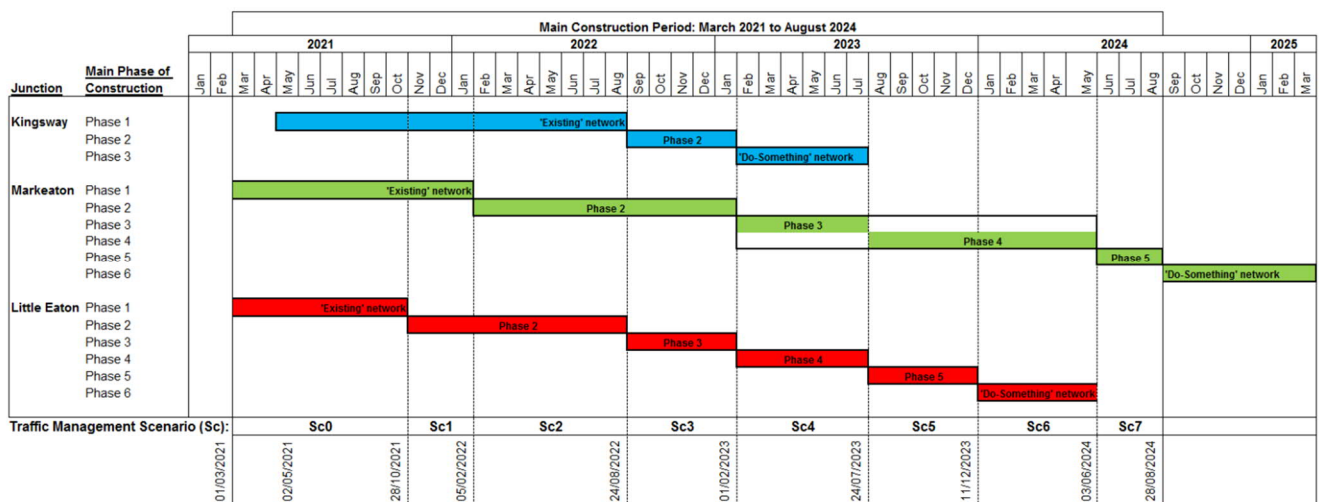 Main Construction Period: March 2021 to August 2024
2021 2022 2023 2024 2025
Junction Main Phase of Construction Jan Feb Mar Apr May Jun Jul Aug Sep Oct Nov Dec Jan Feb Mar Apr May Jun Jul Aug Sep Oct Nov Dec Jan Feb Mar Apr May Jun Jul Aug Sep Oct Nov Dec Jan Feb Mar Apr May Jun Jul Aug Sep Oct Nov Dec Jan Feb Mar
Kingsway Phase 1 'Existing' network
Phase 2 Phase 2
Phase 3 'Do-Something' network
Markeaton Phase 1 'Existing' network
Phase 2 Phase 2
Phase 3 Phase 3
Phase 4 Phase 4
Phase 5 Phase 5
Phase 6 'Do-Something' network
Little Eaton Phase 1 'Existing' network
Phase 2 Phase 2
Phase 3 Phase 3
Phase 4 Phase 4
Phase 5 Phase 5
Phase 6 'Do-Something' network
Traffic Management Scenario (Sc): Sc0 Sc1 Sc2 Sc3 Sc4 Sc5 Sc6 Sc7
01/03/2021 02/05/2021 28/10/2021 05/02/2022 24/08/2022 01/02/2023 24/07/2023 11/12/2023 03/06/2024 28/08/2024